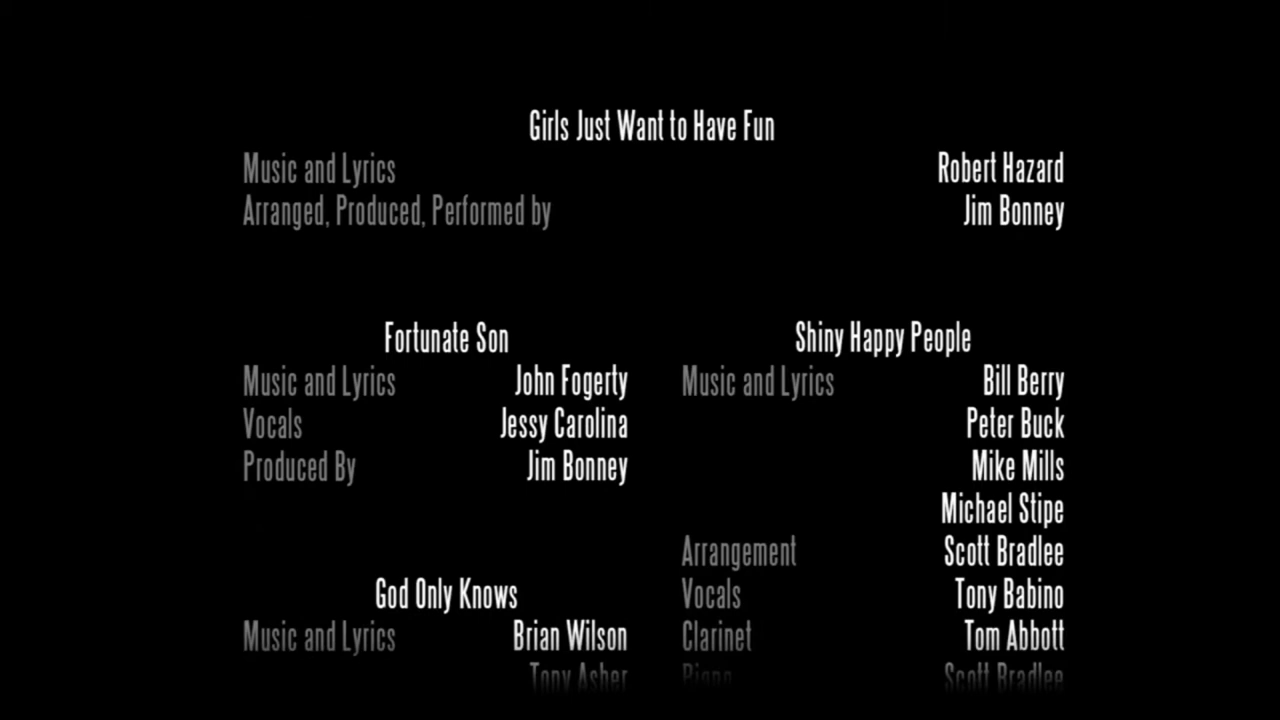 Girls Just Want to Have Fun
Music and Lyrics Robert Hazard
Arranged, Produced, Performed by Jim Bonney
Fortunate Son
Music and Lyrics John Fogerty
Vocals Jessy Carolina
Produced By Jim Bonney
God Only Knows
Music and Lyrics Brian Wilson
Tony Asher
Shiny Happy People
Music and Lyrics Bill Berry
Peter Buck
Mike Mills
Michael Stipe
Arrangement Scott Bradlee
Vocals Tony Babino
Clarinet Tom Abbott
Piano Scott Bradlee